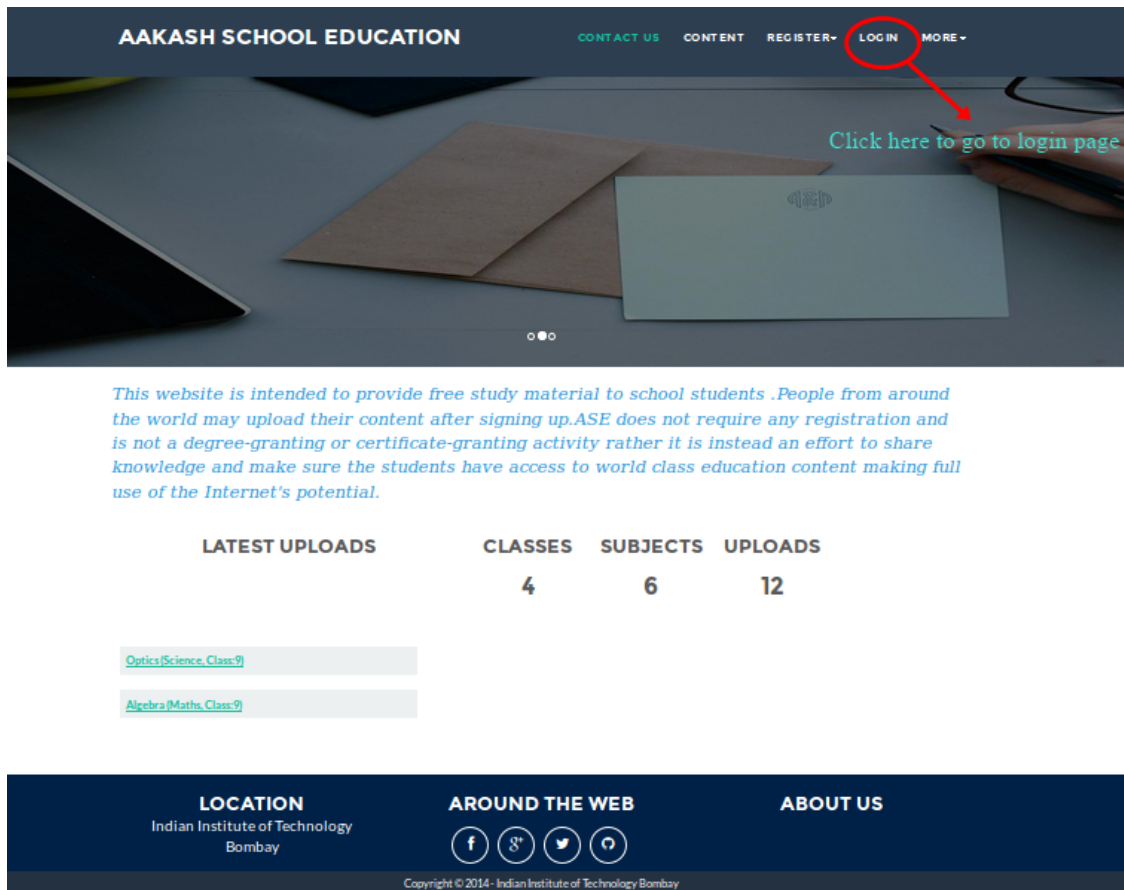 AAKASH SCHOOL EDUCATION
CONTACT US CONTENT REGISTER LOGIN MORE
Click here to go to login page
This website is intended to provide free study material to school students .People from around
the world may upload their content after signing up.ASE does not require any registration and
is not a degree-granting or certificate-granting activity rather it is instead an effort to share
knowledge and make sure the students have access to world class education content making full
use of the Internet's potential.
LATEST UPLOADS
CLASSES SUBJECTS UPLOADS
4 6 12
Optics(Science, Class:9)
Algebra (Maths, Class:9)
LOCATION
Indian Institute of Technology
Bombay
AROUND THE WEB
ABOUT US
Copyright © 2014 - Indian Institute of Technology Bombay